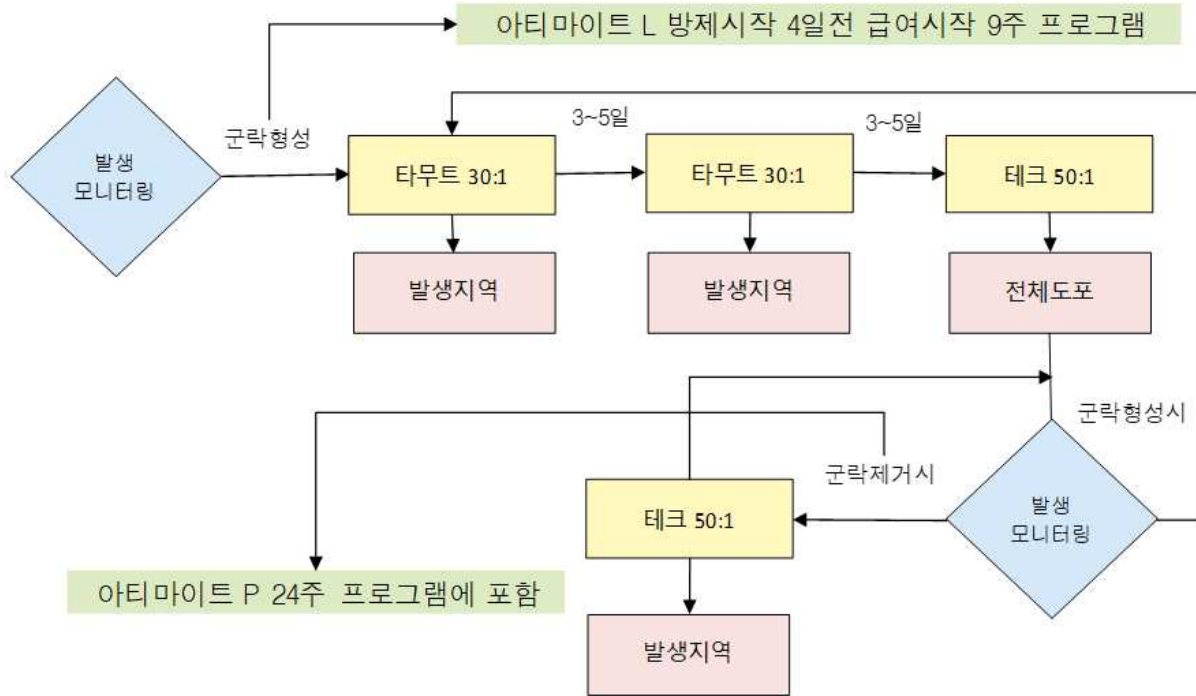 아티마이트 L 방제시작 4일전 급여시작 9주 프로그램
발생
모니터링
군락형성
타무트 30:1
3~5일
타무트 30:1
3~5일
테크 50:1
발생지역
발생지역
전체도포
군락형성시
군락제거시
테크 50:1
발생
모니터링
아티마이트 P 24주 프로그램에 포함
발생지역